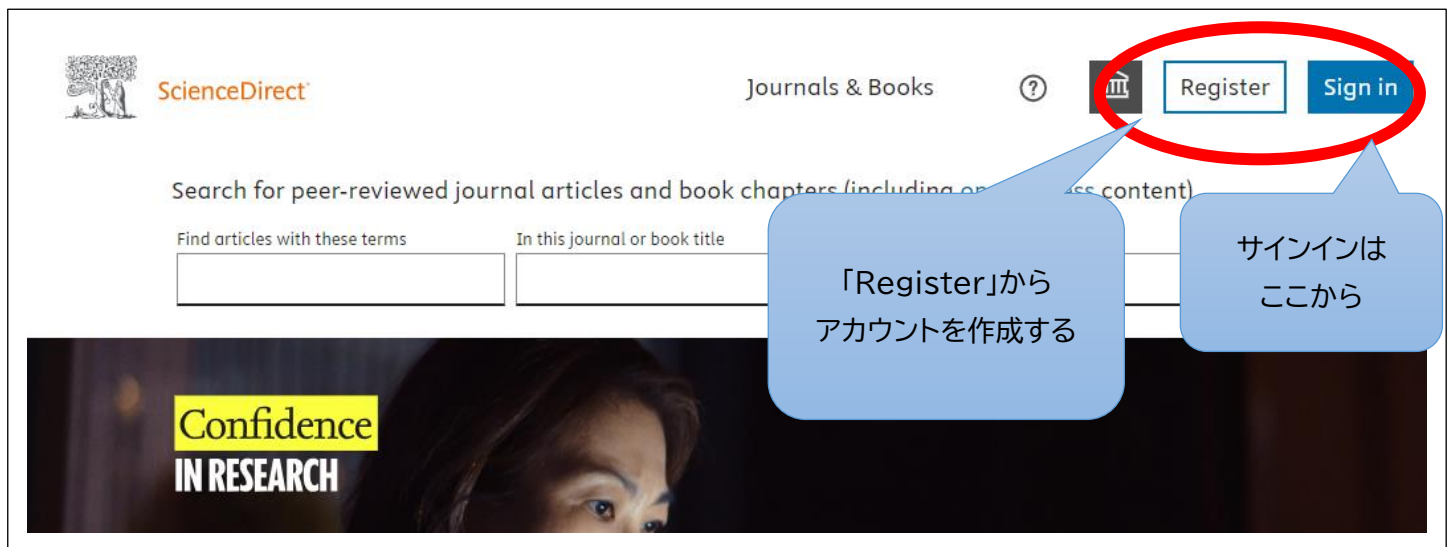 ScienceDirect
Journals & Books
?
Register
Sign in
Search for peer-reviewed journal articles and book chapters (including content)
Find articles with these terms
In this journal or book title
「Register」から
アカウントを作成する
サインインは
ここから
Confidence
IN RESEARCH